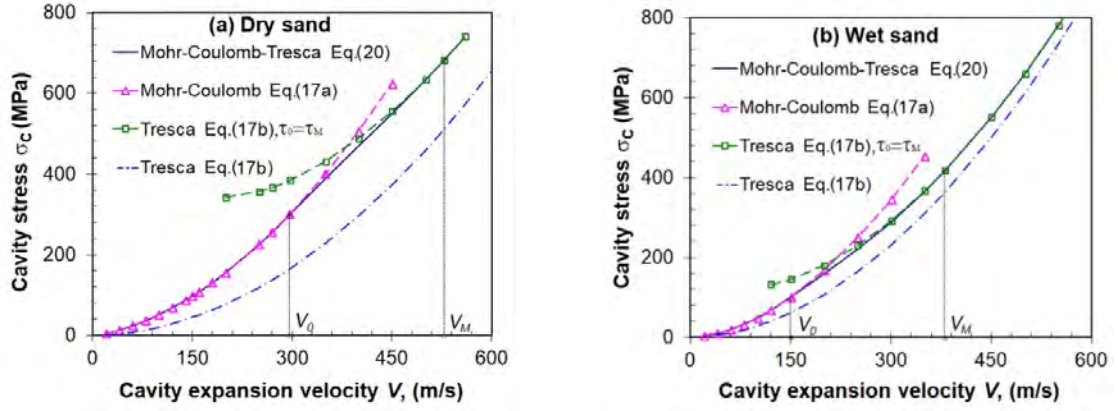 (a) Dry sand
Mohr-Coulomb-Tresca Eq.(20)
Mohr-Coulomb Eq.(17a)
Tresca Eq.(17b),τ₀=τM
Tresca Eq.(17b)
800
600
400
200
0
Cavity stress σC (MPa)
0 150 300 450 600
VQ
VM
Cavity expansion velocity V, (m/s)
(b) Wet sand
Mohr-Coulomb-Tresca Eq.(20)
Mohr-Coulomb Eq.(17a)
Tresca Eq.(17b),τ₀=τM
Tresca Eq.(17b)
800
600
400
200
0
Cavity stress σC (MPa)
0 150 300 450 600
VM
Cavity expansion velocity V, (m/s)